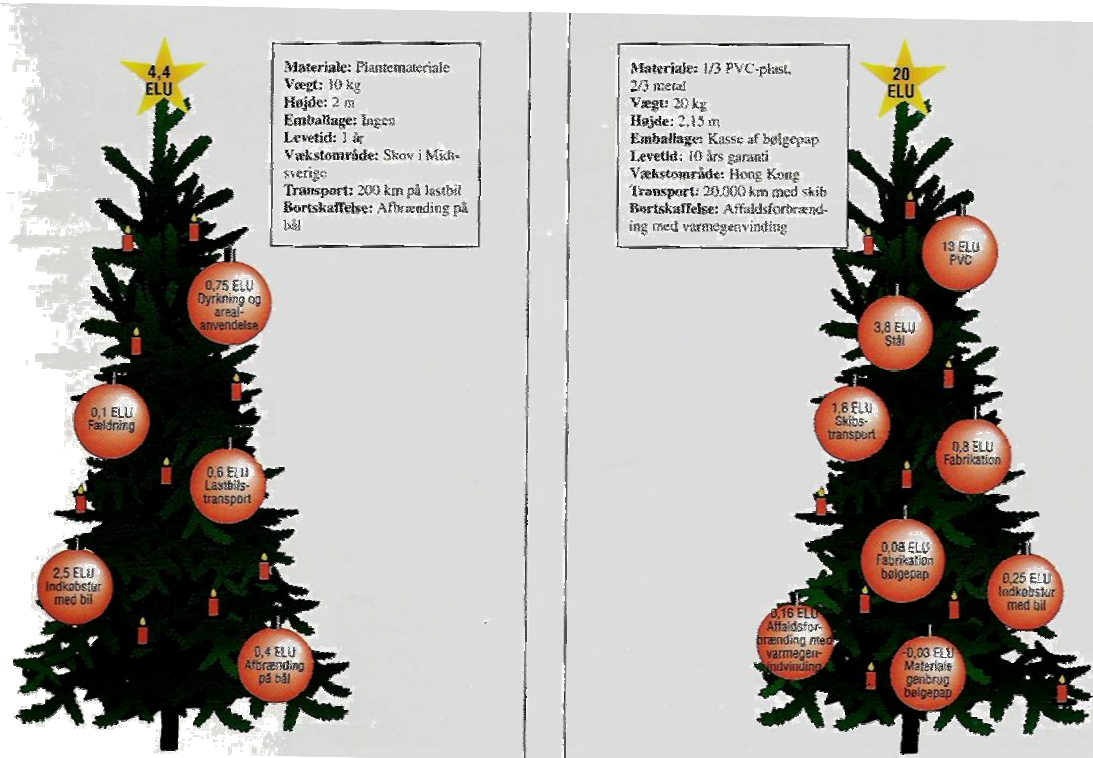 4,4
ELU
Materiale: Plantemateriale
Vægt: 10 kg
Højde: 2 m
Emballage: Ingen
Levetid: 1 år
Vækstområde: Skov i Midt-
sverige
Transport: 200 km på lastbil
Bortskaffelse: Afbrænding på
bål
0,75 ELU
Dyrkning og
areal-
anvendelse
0,1 ELU
Fældning
0,6 ELU
Lastbils-
transport
2,5 ELU
Indkøbstur
med bil
0,4 ELU
Afbrænding
på bål
20
ELU
Materiale: 1/3 PVC-plast,
2/3 metal
Vægt: 20 kg
Højde: 2,15 m
Emballage: Kasse af bølgepap
Levetid: 10 års garanti
Vækstområde: Hong Kong
Transport: 20.000 km med skib
Bortskaffelse: Affaldsforbrænd-
ing med varmegenvinding
13 ELU
PVC
3,8 ELU
Stål
1,6 ELU
Skibs-
transport
0,8 ELU
Fabrikation
0,08 ELU
Fabrikation
bølgepap
0,25 ELU
Indkøbstur
med bil
0,16 ELU
Affaldsfor-
brænding med
varmegen-
indvinding
-0,03 ELU
Materiale
genbrug
bølgepap